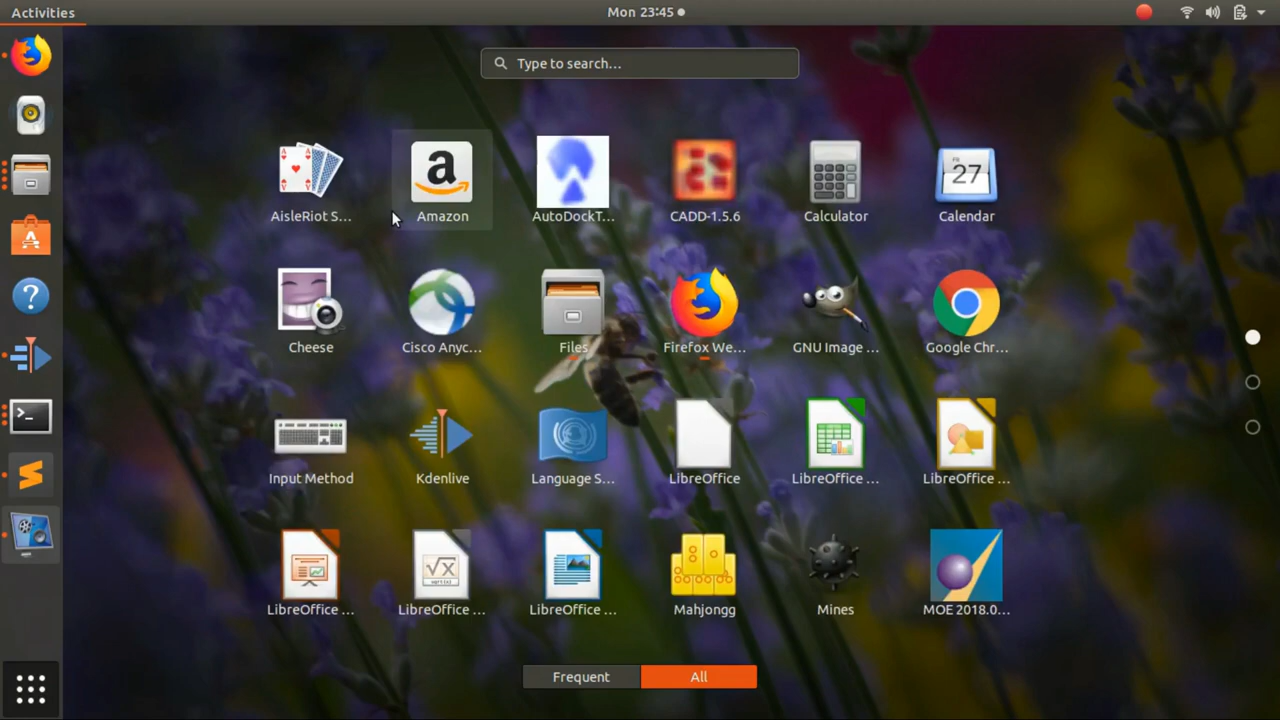 Activities
Mon 23:45
Type to search...
AisleRiot S...
Amazon
AutoDockT...
CADD-1.5.6
Calculator
FRI
27
Calendar
Cheese
Cisco Anyc...
Files
Firefox We...
GNU Image ...
Google Chr...
Input Method
Kdenlive
Language S...
LibreOffice
LibreOffice ...
LibreOffice ...
LibreOffice ...
LibreOffice ...
LibreOffice ...
Mahjongg
Mines
MOE 2018.0...
Frequent
All